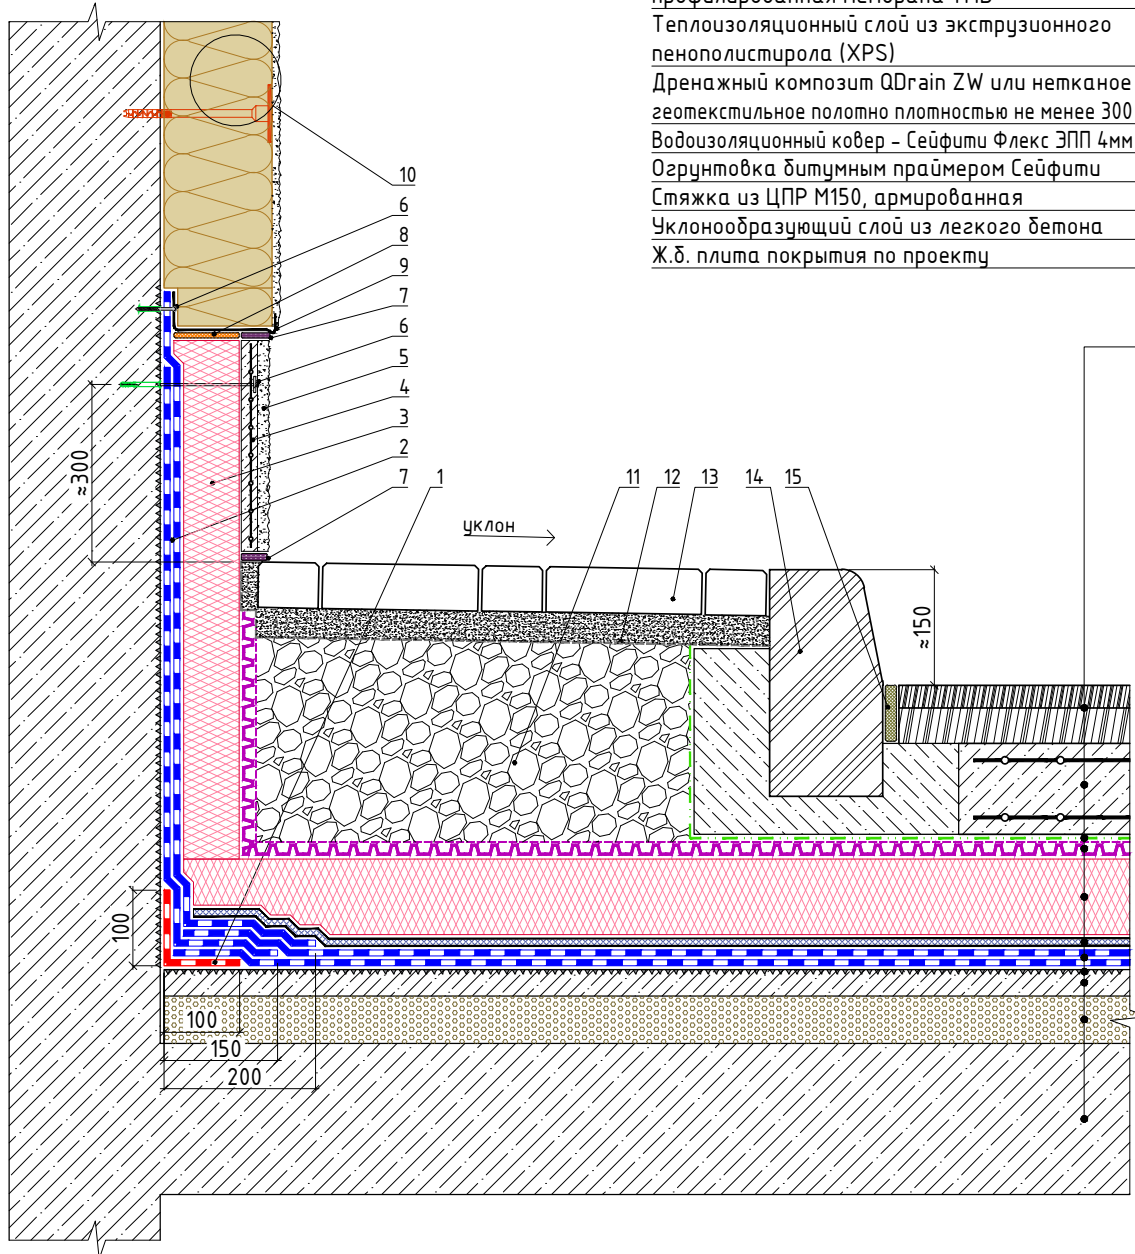 Теплоизоляционный слой из экструзионного
пенополистирола (XPS)
Дренажный композит QDrain ZW или нетканое
геотекстильное полотно плотностью не менее 300
Водоизоляционный ковер – Сейфити Флекс ЭПП 4мм
Огрунтовка битумным праймером Сейфити
Стяжка из ЦПР М150, армированная
Уклонообразующий слой из легкого бетона
Ж.б. плита покрытия по проекту
10
6
8
9
7
6
5
4
3
2
7
1
11
12
13
14
15
уклон
≈300
≈150
100
100
150
200